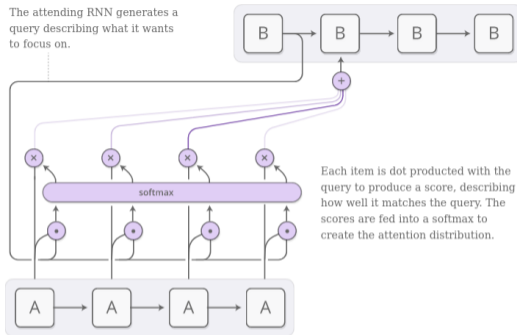 The attending RNN generates a
query describing what it wants
to focus on.
B B B B
+
× × × ×
softmax
Each item is dot producted with the
query to produce a score, describing
how well it matches the query. The
scores are fed into a softmax to
create the attention distribution.
• • • •
A A A A